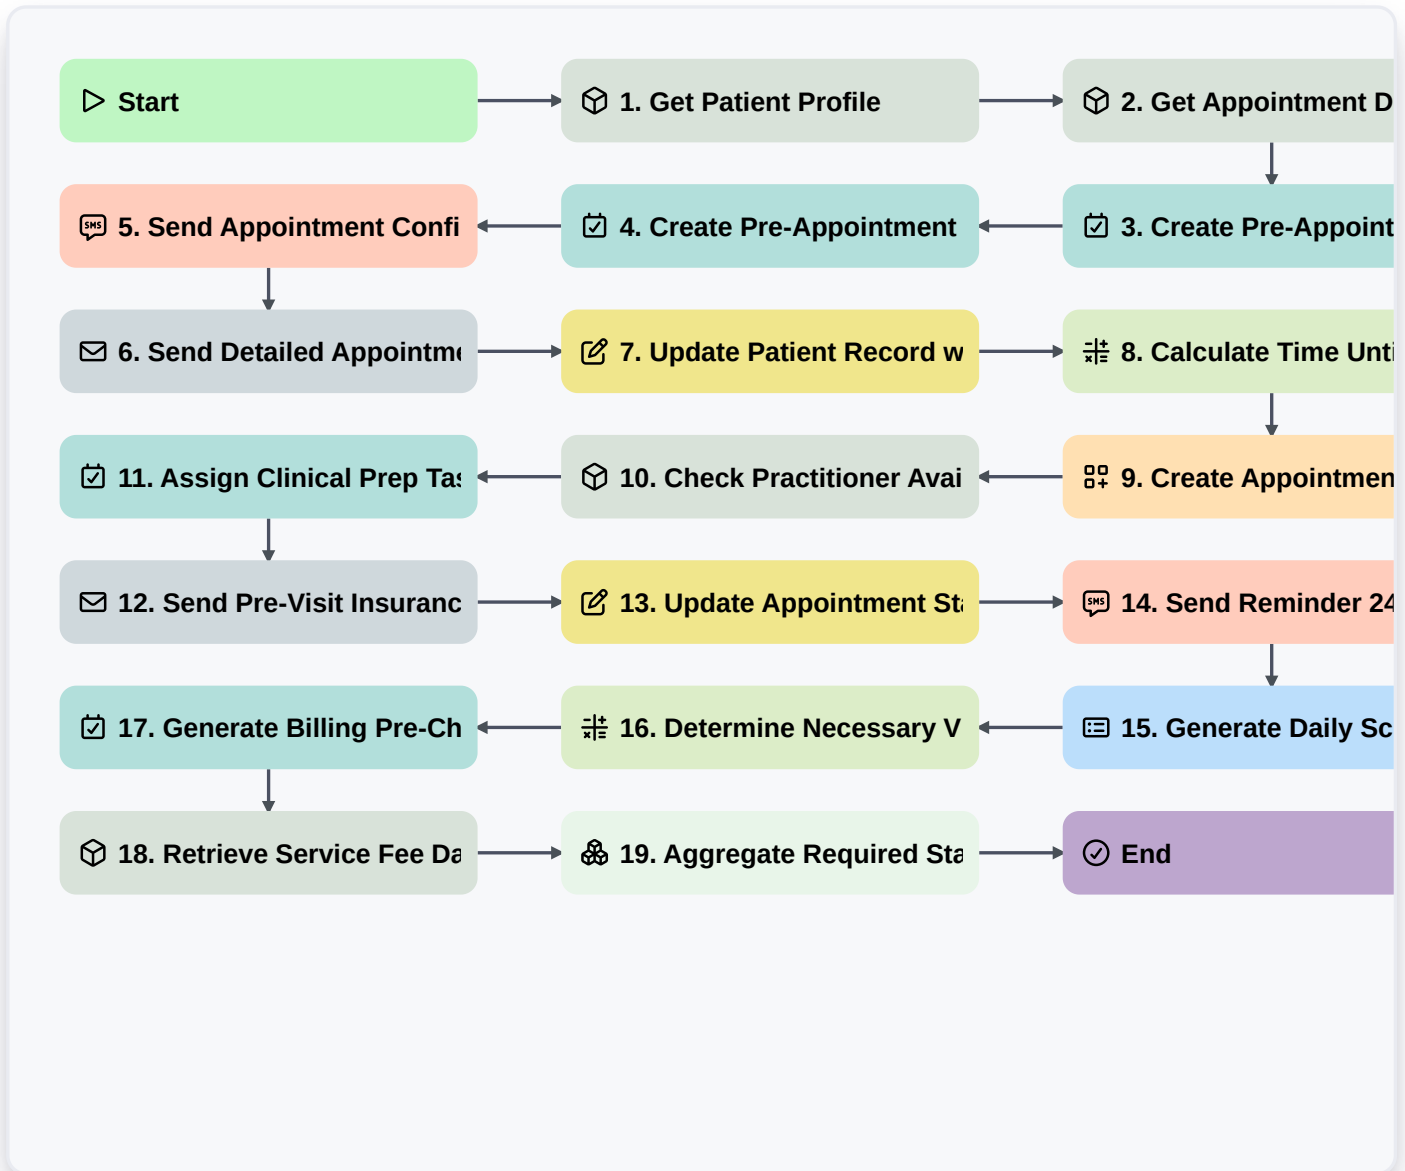 Start
1. Get Patient Profile
2. Get Appointment D
5. Send Appointment Confi
4. Create Pre-Appointment
3. Create Pre-Appoint
6. Send Detailed Appointme
7. Update Patient Record w
8. Calculate Time Unti
11. Assign Clinical Prep Tas
10. Check Practitioner Avai
9. Create Appointmen
12. Send Pre-Visit Insuranc
13. Update Appointment Sta
14. Send Reminder 24
17. Generate Billing Pre-Ch
16. Determine Necessary V
15. Generate Daily Sc
18. Retrieve Service Fee Da
19. Aggregate Required Sta
End